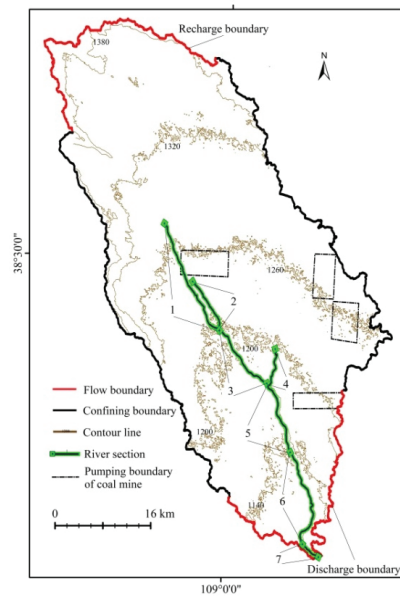 Recharge boundary
1380
N
1320
38°30'0"
1260
1
2
1200
3
4
1200
5
1140
6
7
Flow boundary
Confining boundary
Contour line
River section
Pumping boundary
of coal mine
0 16 km
Discharge boundary
109°0'0"